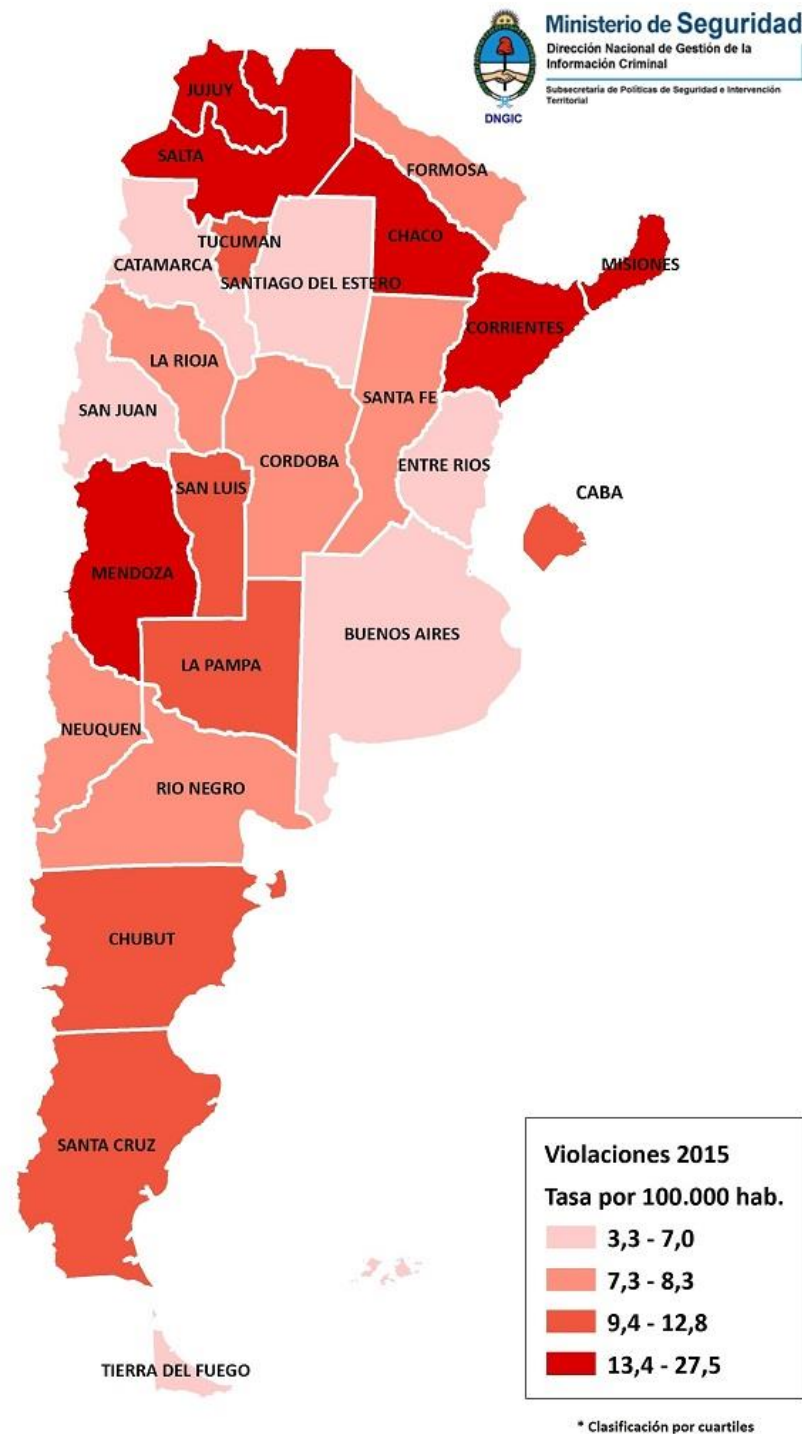 Ministerio de Seguridad
Dirección Nacional de Gestión de la
Información Criminal
Subsecretaría de Políticas de Seguridad e Intervención
Territorial
DNGIC
JUJUY
SALTA
FORMOSA
TUCUMAN
CHACO
CATAMARCA
SANTIAGO DEL ESTERO
MISIONES
CORRIENTES
LA RIOJA
SANTA FE
SAN JUAN
CORDOBA
ENTRE RIOS
SAN LUIS
CABA
MENDOZA
BUENOS AIRES
LA PAMPA
NEUQUEN
RIO NEGRO
CHUBUT
SANTA CRUZ
TIERRA DEL FUEGO
Violaciones 2015
Tasa por 100.000 hab.
3,3 - 7,0
7,3 - 8,3
9,4 - 12,8
13,4 - 27,5
* Clasificación por cuartiles